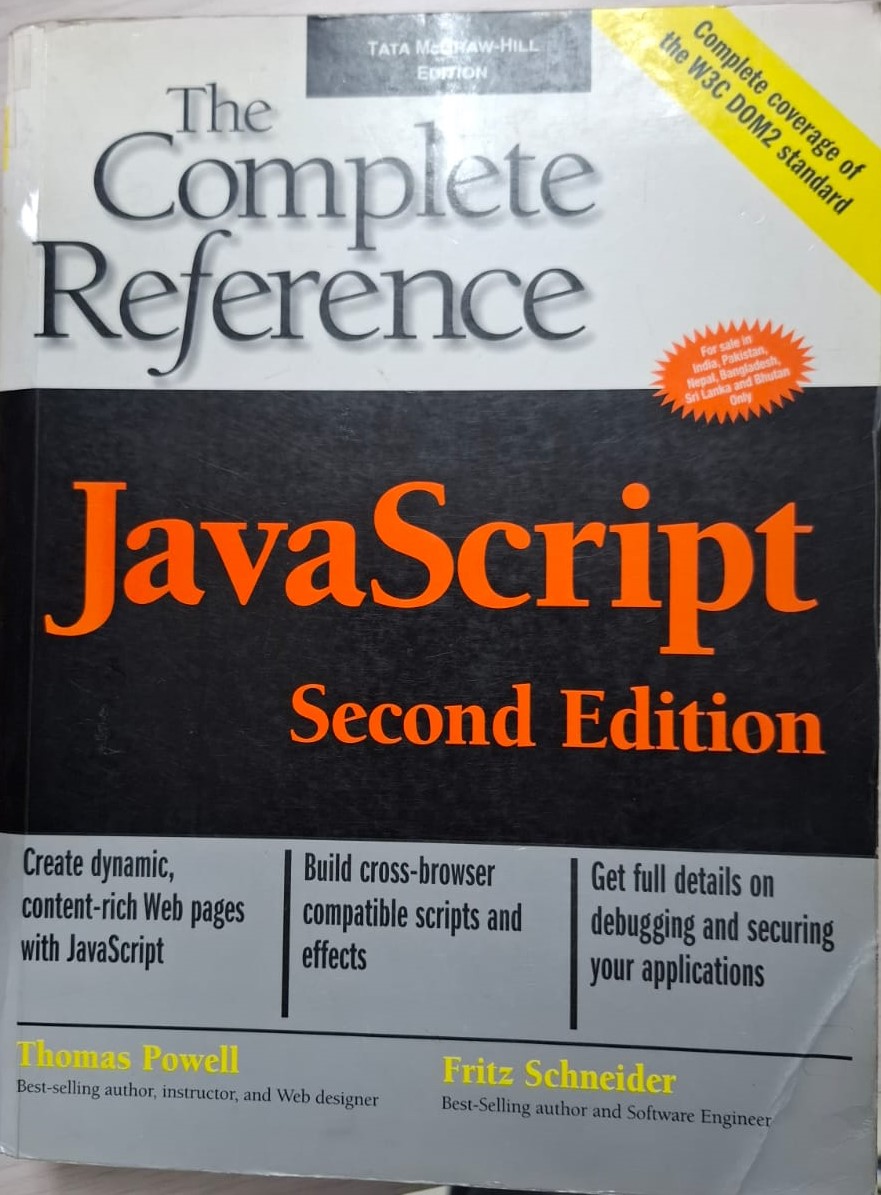 TATA MCGRAW-HILL
EDITION
Complete coverage of
the W3C DOM2 standard
The
Complete
Reference
For sale in
India, Pakistan,
Nepal, Bangladesh,
Sri Lanka and Bhutan
Only
JavaScript
Second Edition
Create dynamic,
content-rich Web pages
with JavaScript
Build cross-browser
compatible scripts and
effects
Get full details on
debugging and securing
your applications
Thomas Powell
Best-selling author, instructor, and Web designer
Fritz Schneider
Best-Selling author and Software Engineer